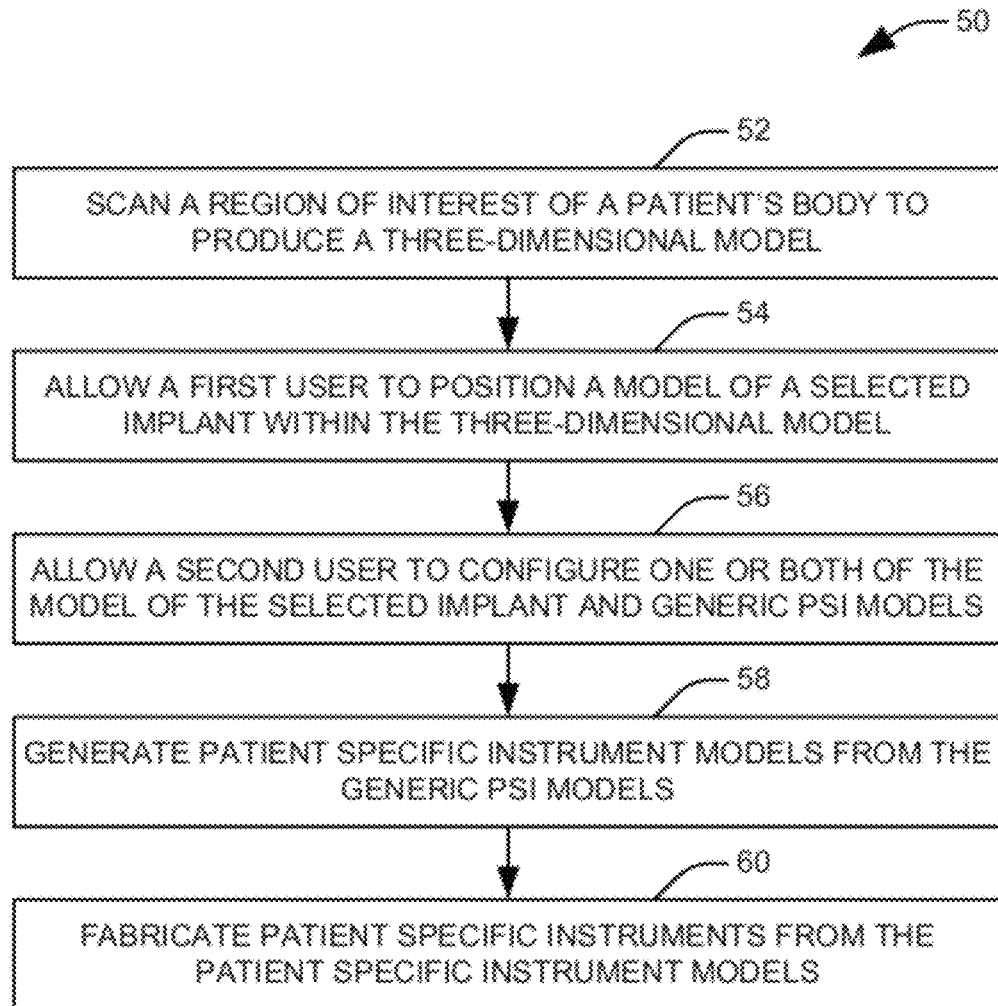 50
52
SCAN A REGION OF INTEREST OF A PATIENT'S BODY TO
PRODUCE A THREE-DIMENSIONAL MODEL
54
ALLOW A FIRST USER TO POSITION A MODEL OF A SELECTED
IMPLANT WITHIN THE THREE-DIMENSIONAL MODEL
56
ALLOW A SECOND USER TO CONFIGURE ONE OR BOTH OF THE
MODEL OF THE SELECTED IMPLANT AND GENERIC PSI MODELS
58
GENERATE PATIENT SPECIFIC INSTRUMENT MODELS FROM THE
GENERIC PSI MODELS
60
FABRICATE PATIENT SPECIFIC INSTRUMENTS FROM THE
PATIENT SPECIFIC INSTRUMENT MODELS